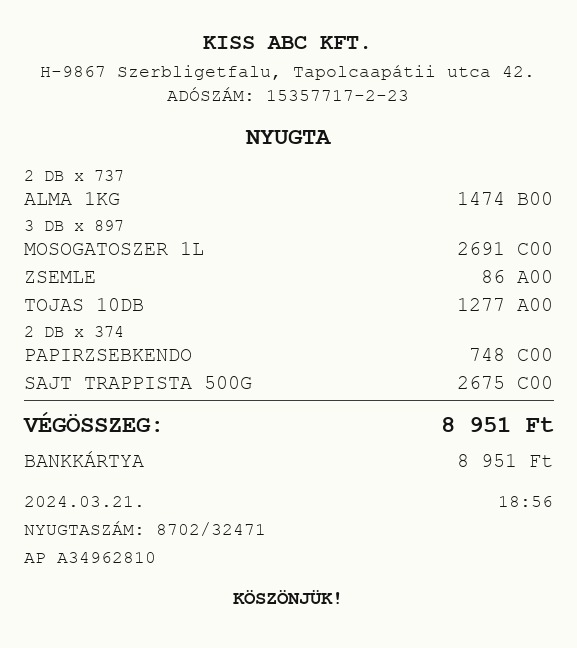 KISS ABC KFT.
H-9867 Szerbligetfalu, Tapolcaapátii utca 42.
ADÓSZÁM: 15357717-2-23
NYUGTA
2 DB x 737
ALMA 1KG 1474 B00
3 DB x 897
MOSOGATOSZER 1L 2691 C00
ZSEMLE 86 A00
TOJAS 10DB 1277 A00
2 DB x 374
PAPIRZSEBKENDO 748 C00
SAJT TRAPPISTA 500G 2675 C00
VÉGÖSSZEG: 8 951 Ft
BANKKÁRTYA 8 951 Ft
2024.03.21. 18:56
NYUGTASZÁM: 8702/32471
AP A34962810
KÖSZÖNJÜK!